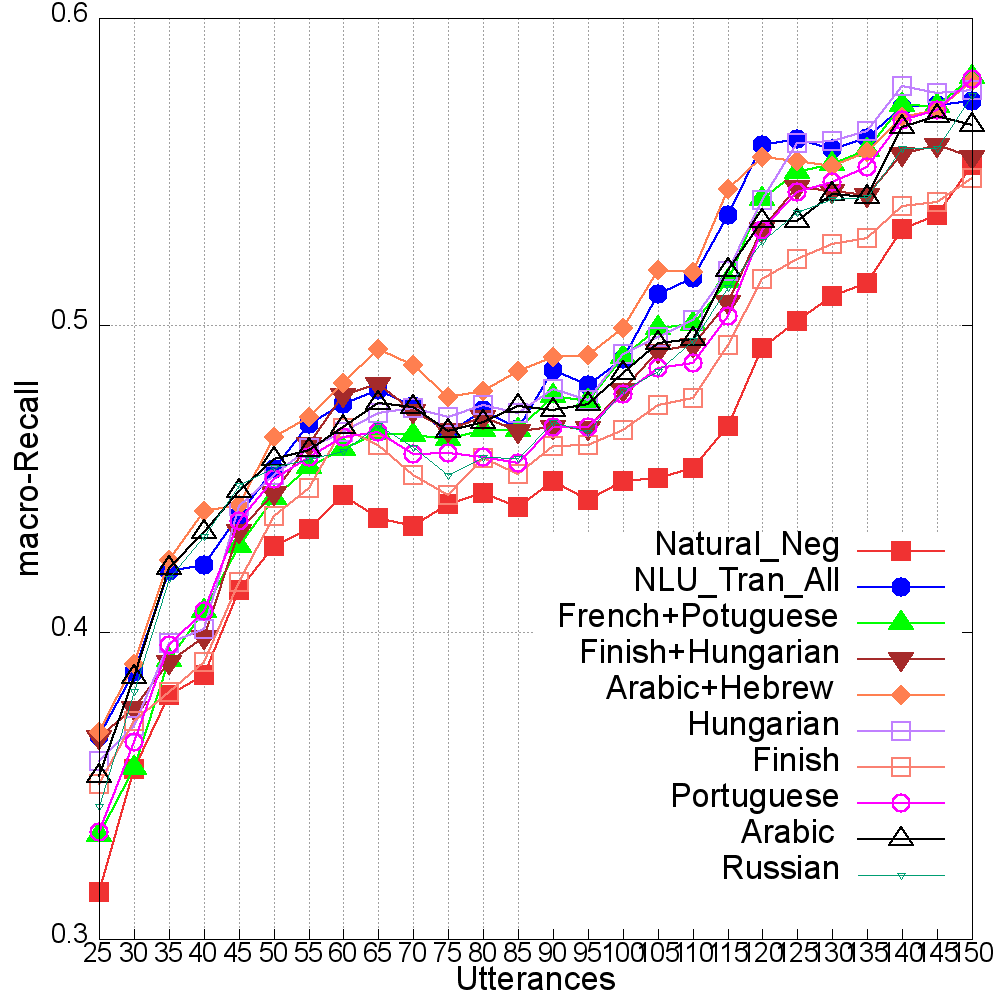 0.6
0.5
0.4
0.3
macro-Recall
Natural_Neg
NLU_Tran_All
French+Potuguese
Finish+Hungarian
Arabic+Hebrew
Hungarian
Finish
Portuguese
Arabic
Russian
25 30 35 40 45 50 55 60 65 70 75 80 85 90 95 100 105 110 115 120 125 130 135 140 145 150
Utterances